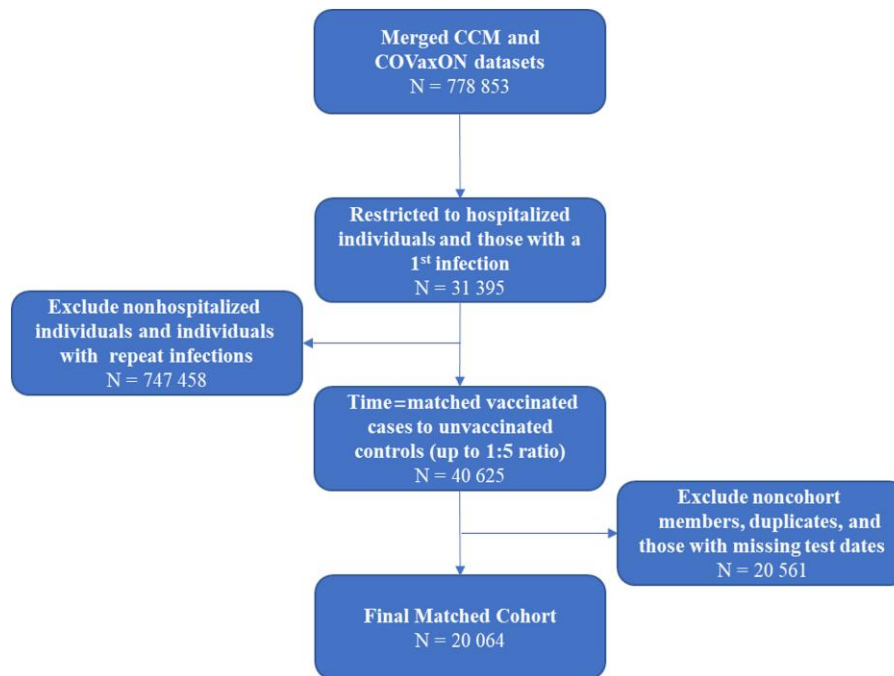 Merged CCM and
COVaxON datasets
N = 778 853
Restricted to hospitalized
individuals and those with a
1st infection
N = 31 395
Exclude nonhospitalized
individuals and individuals
with repeat infections
N = 747 458
Time=matched vaccinated
cases to unvaccinated
controls (up to 1:5 ratio)
N = 40 625
Exclude noncohort
members, duplicates, and
those with missing test dates
N = 20 561
Final Matched Cohort
N = 20 064